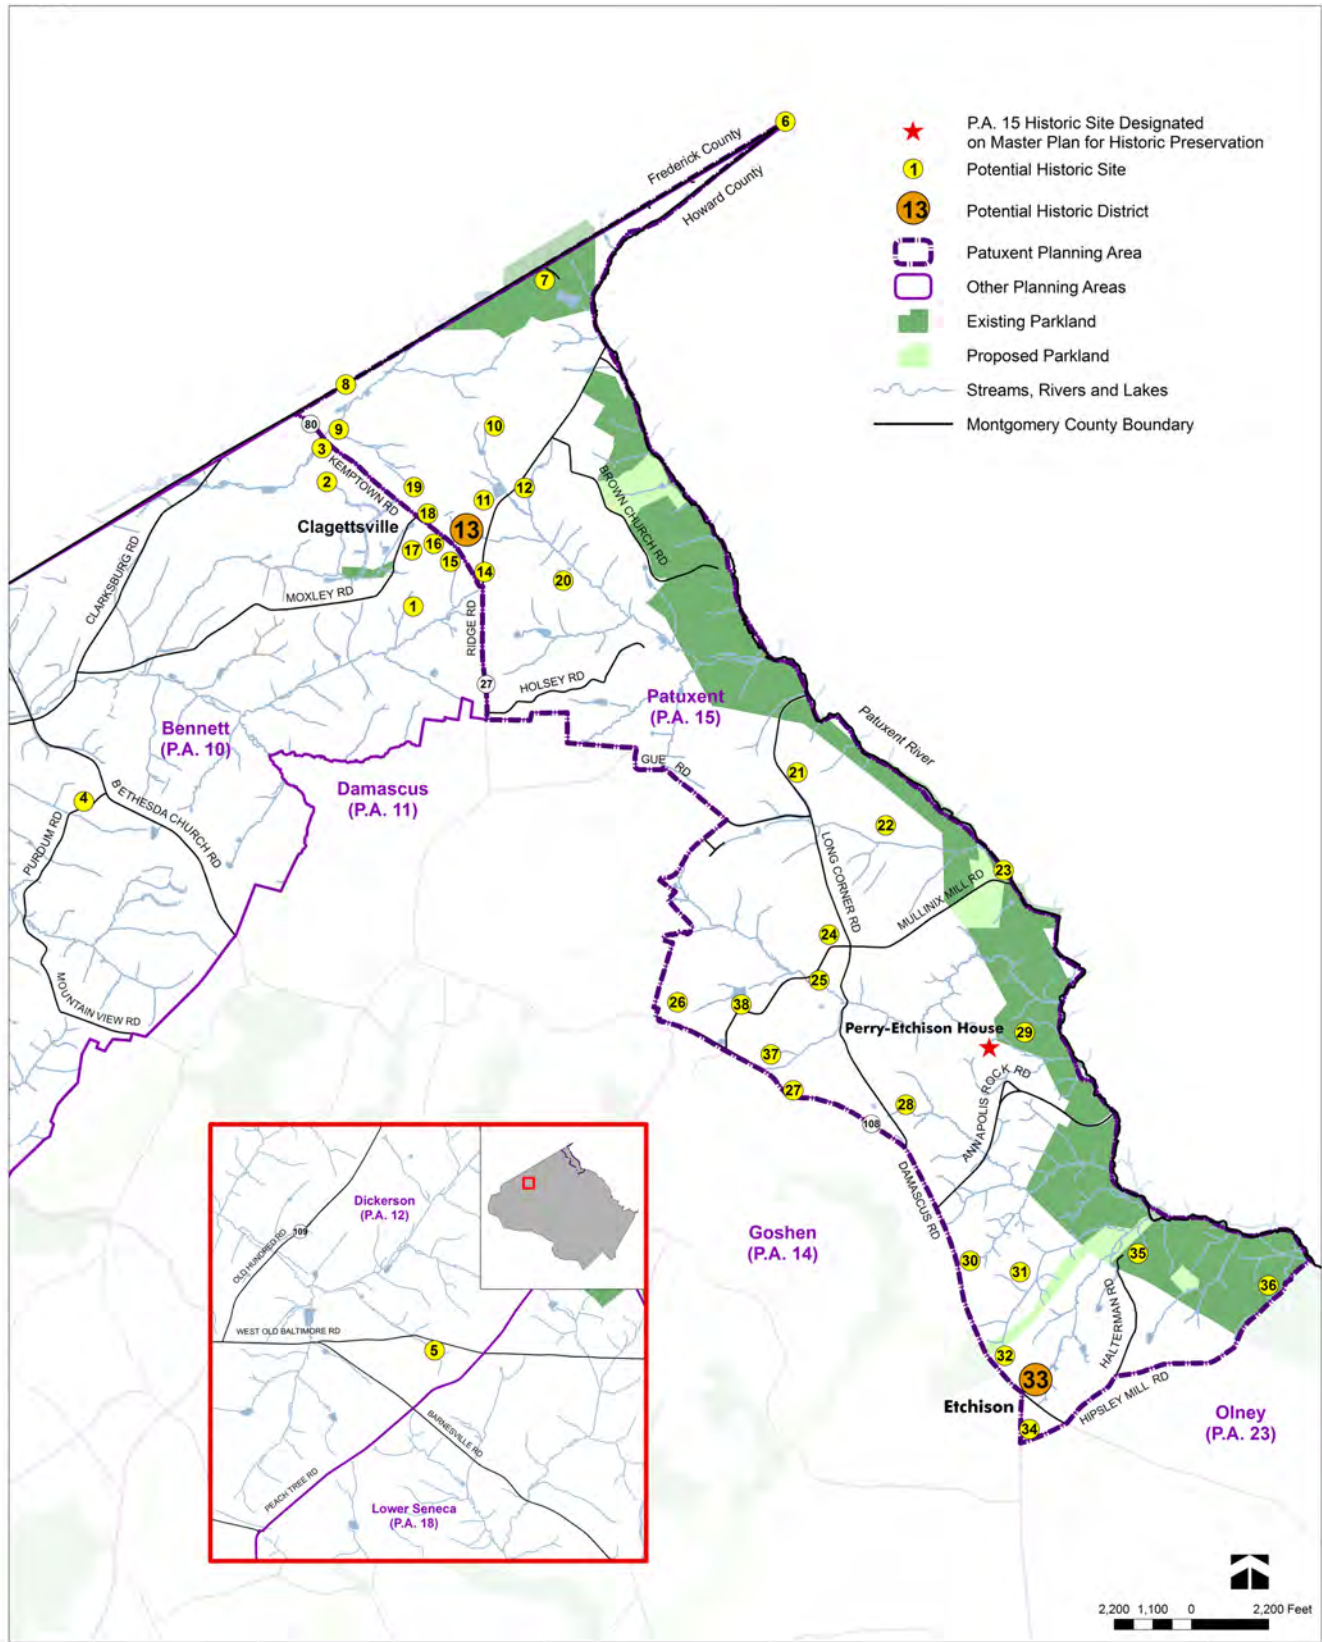 6
Frederick County
Howard County
P.A. 15 Historic Site Designated
on Master Plan for Historic Preservation
1
Potential Historic Site
13
Potential Historic District
Patuxent Planning Area
Other Planning Areas
Existing Parkland
Proposed Parkland
Streams, Rivers and Lakes
Montgomery County Boundary
7
8
80
9
10
3
KEMPTOWN RD
2
19
11
12
BROWN CHURCH RD
18
Clagettsville
13
17
16
15
14
20
CLARKSBURG RD
MOXLEY RD
1
RIDGE RD
27
HOLSEY RD
Patuxent
(P.A. 15)
Patuxent River
Bennett
(P.A. 10)
Damascus
(P.A. 11)
GUE RD
21
4
BETHESDA CHURCH RD
PURDUM RD
22
LONG CORNER RD
23
MULLINIX MILL RD
24
25
26
38
MOUNTAIN VIEW RD
Perry-Etchison House
29
37
27
28
ANNAPOLIS ROCK RD
108
DAMASCUS RD
Goshen
(P.A. 14)
30
31
35
36
HALTERMAN RD
32
33
Etchison
34
HIPSLEY MILL RD
Olney
(P.A. 23)
Dickerson
(P.A. 12)
109
OLD HUNDRED RD
WEST OLD BALTIMORE RD
5
BARNESVILLE RD
PEACH TREE RD
Lower Seneca
(P.A. 18)
2,200 1,100 0 2,200 Feet